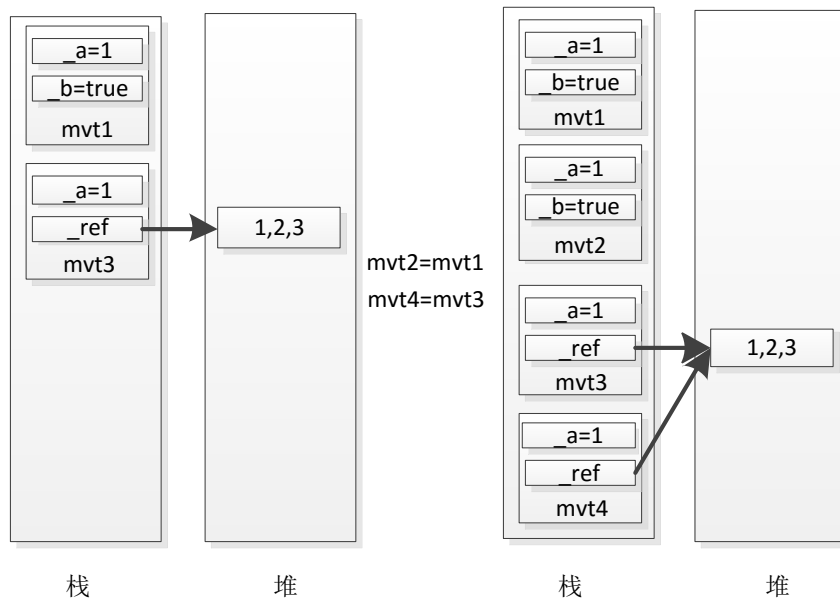 _a=1
_b=true
mvt1
_a=1
_ref
mvt3
1,2,3
栈
堆
mvt2=mvt1
mvt4=mvt3
_a=1
_b=true
mvt1
_a=1
_b=true
mvt2
_a=1
_ref
mvt3
_a=1
_ref
mvt4
1,2,3
栈
堆